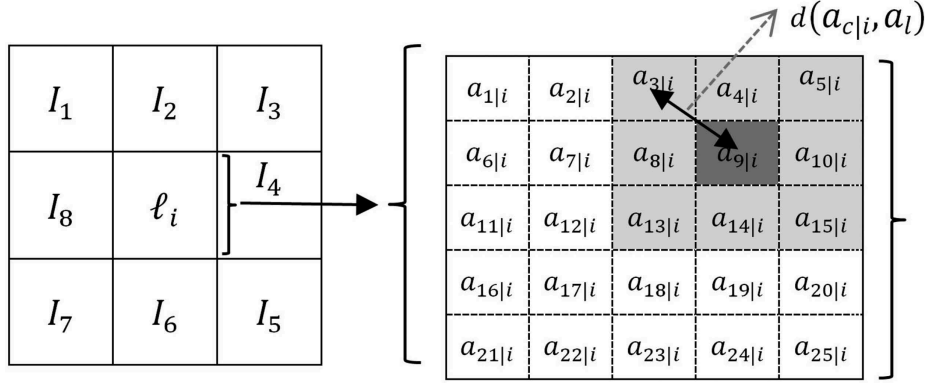 d(a_{c|i}, a_l)
I_1 I_2 I_3
I_8 ℓ_i I_4
I_7 I_6 I_5
a_{1|i} a_{2|i} a_{3|i} a_{4|i} a_{5|i}
a_{6|i} a_{7|i} a_{8|i} a_{9|i} a_{10|i}
a_{11|i} a_{12|i} a_{13|i} a_{14|i} a_{15|i}
a_{16|i} a_{17|i} a_{18|i} a_{19|i} a_{20|i}
a_{21|i} a_{22|i} a_{23|i} a_{24|i} a_{25|i}